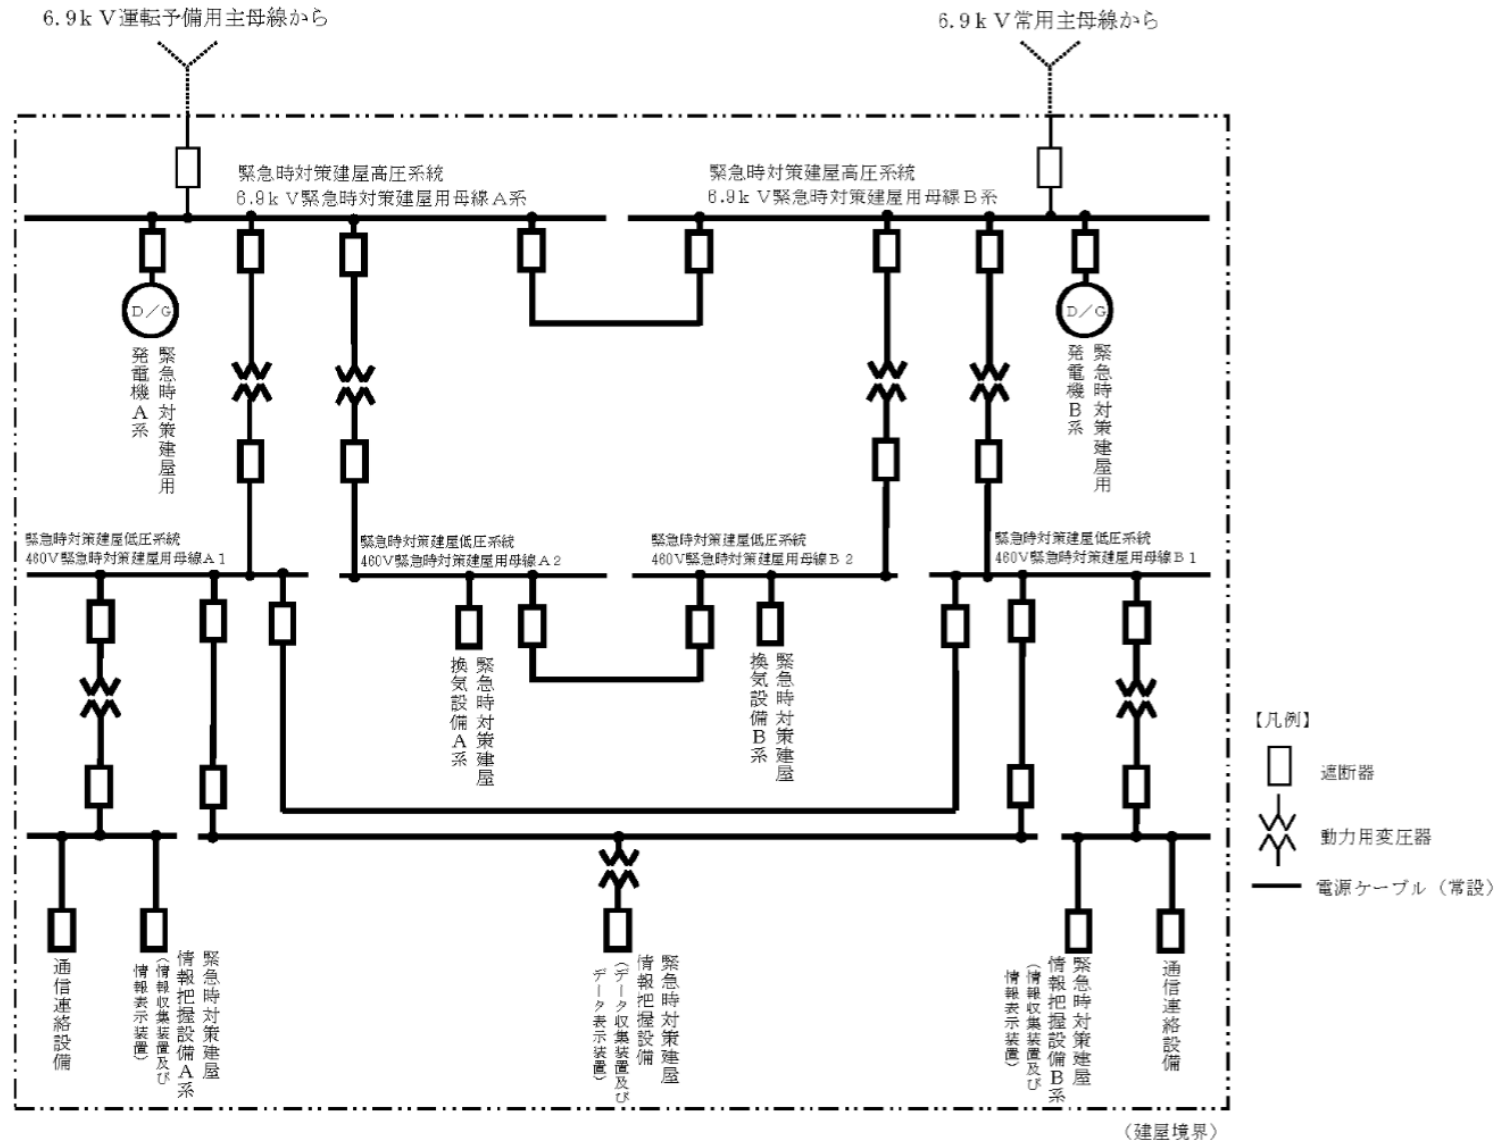 6.9kV運転予備用主母線から
6.9kV常用主母線から
緊急時対策建屋高圧系統
6.9kV緊急時対策建屋用母線A系
緊急時対策建屋高圧系統
6.9kV緊急時対策建屋用母線B系
D/G
緊急時対策建屋用
発電機A系
D/G
緊急時対策建屋用
発電機B系
緊急時対策建屋低圧系統
460V緊急時対策建屋用母線A1
緊急時対策建屋低圧系統
460V緊急時対策建屋用母線A2
緊急時対策建屋低圧系統
460V緊急時対策建屋用母線B2
緊急時対策建屋低圧系統
460V緊急時対策建屋用母線B1
緊急時対策建屋
換気設備A系
緊急時対策建屋
換気設備B系
【凡例】
遮断器
動力用変圧器
電源ケーブル(常設)
通信連絡設備
緊急時対策建屋
情報把握設備A系
(情報収集装置及び
情報表示装置)
緊急時対策建屋
情報把握設備
(データ収集装置及び
データ表示装置)
緊急時対策建屋
情報把握設備B系
(情報収集装置及び
情報表示装置)
通信連絡設備
(建屋境界)